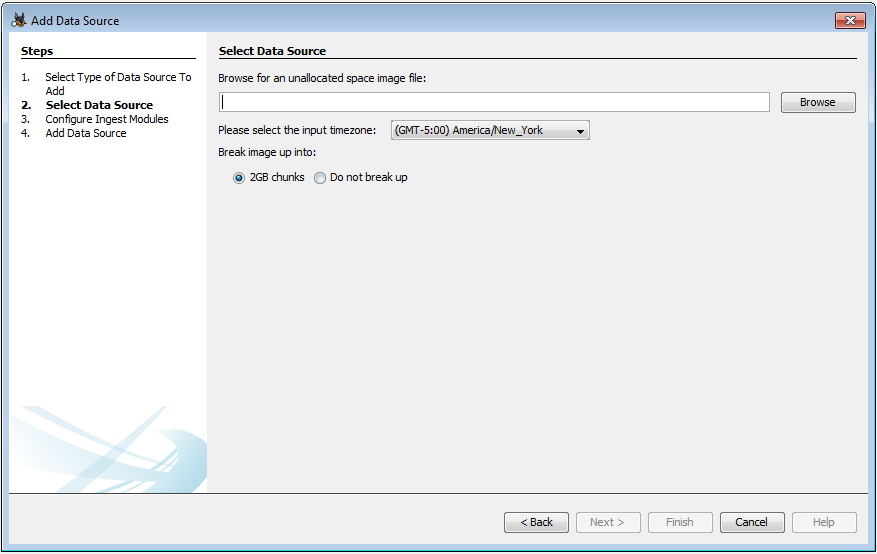 Add Data Source
Steps
1. Select Type of Data Source To
Add
2. Select Data Source
3. Configure Ingest Modules
4. Add Data Source
Select Data Source
Browse for an unallocated space image file:
Browse
Please select the input timezone: (GMT-5:00) America/New_York
Break image up into:
2GB chunks Do not break up
< Back Next > Finish Cancel Help